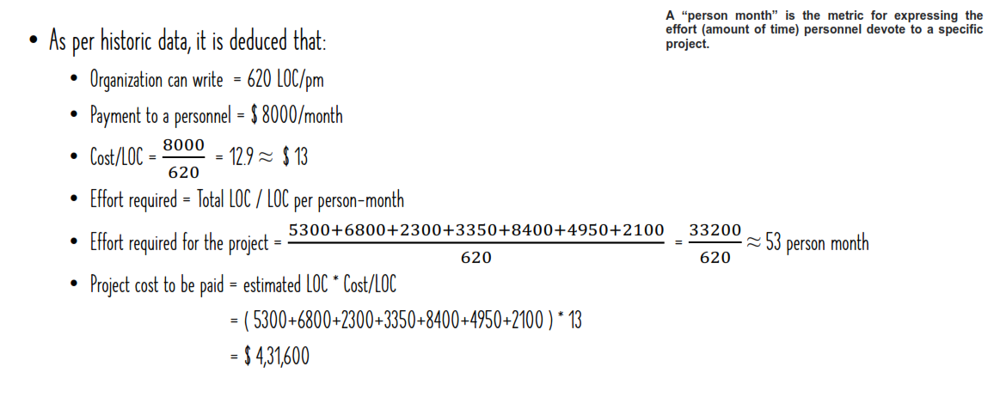 A “person month” is the metric for expressing the
effort (amount of time) personnel devote to a specific
project.
• As per historic data, it is deduced that:
• Organization can write = 620 LOC/pm
• Payment to a personnel = $ 8000/month
• Cost/LOC = 8000/620 = 12.9 ≈ $ 13
• Effort required = Total LOC / LOC per person-month
• Effort required for the project = 5300+6800+2300+3350+8400+4950+2100/620 = 33200/620 ≈ 53 person month
• Project cost to be paid = estimated LOC * Cost/LOC
= ( 5300+6800+2300+3350+8400+4950+2100 ) * 13
= $ 4,31,600